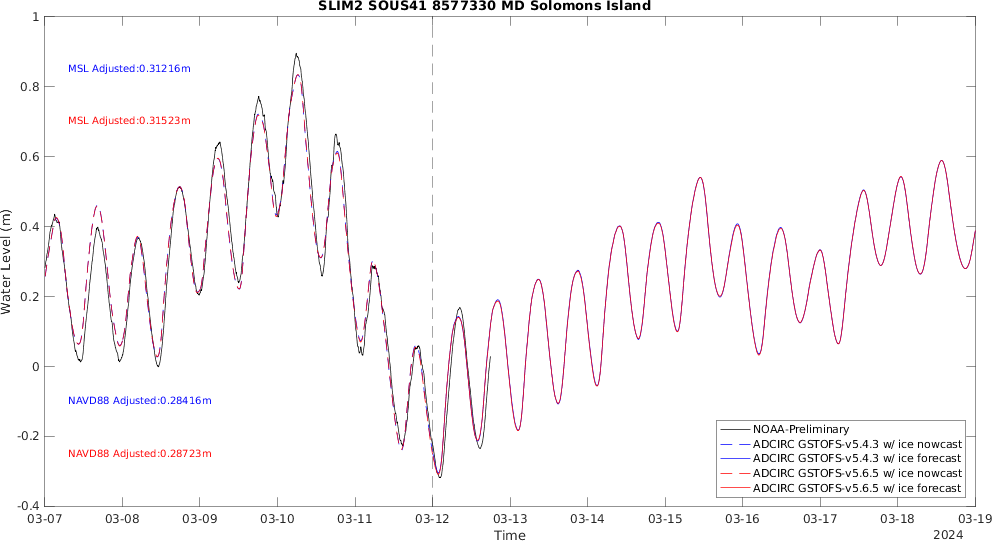 SLIM2 SOUS41 8577330 MD Solomons Island
1
0.8
0.6
0.4
0.2
0
-0.2
-0.4
Water Level (m)
MSL Adjusted:0.31216m
MSL Adjusted:0.31523m
NAVD88 Adjusted:0.28416m
NAVD88 Adjusted:0.28723m
NOAA-Preliminary
ADCIRC GSTOFS-v5.4.3 w/ ice nowcast
ADCIRC GSTOFS-v5.4.3 w/ ice forecast
ADCIRC GSTOFS-v5.6.5 w/ ice nowcast
ADCIRC GSTOFS-v5.6.5 w/ ice forecast
03-07 03-08 03-09 03-10 03-11 03-12 03-13 03-14 03-15 03-16 03-17 03-18 03-19
Time
2024